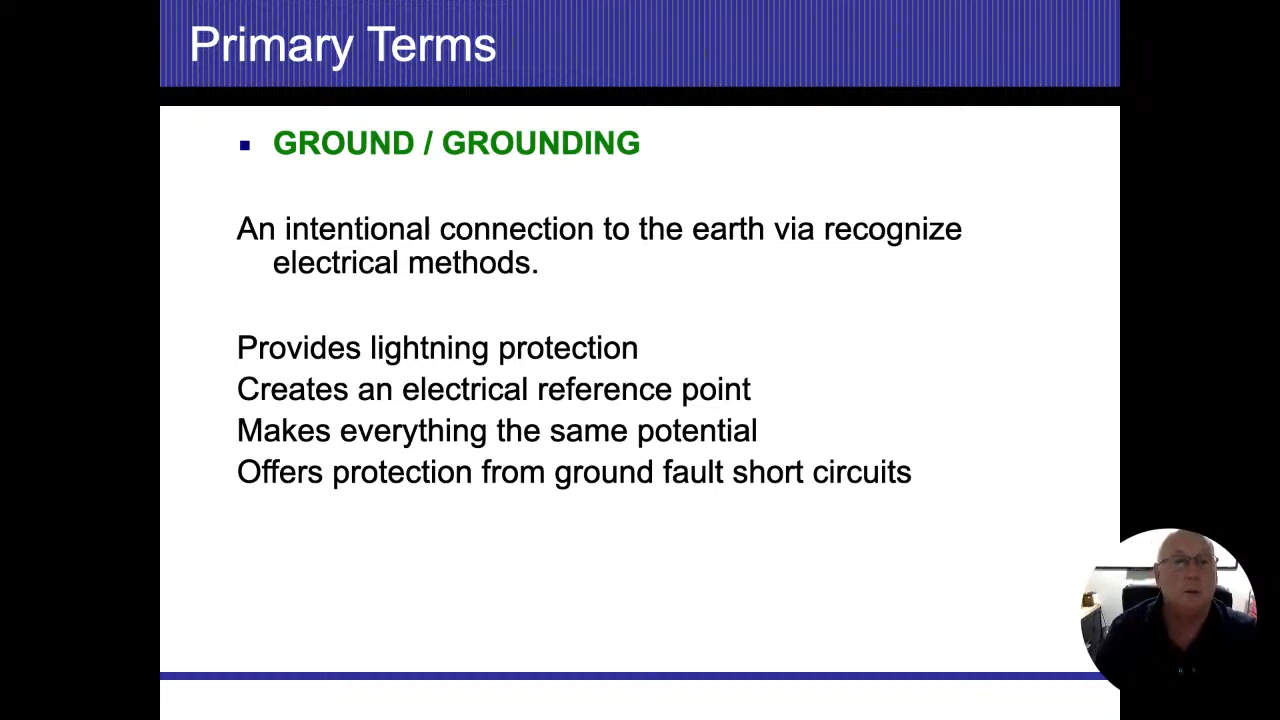 Primary Terms
GROUND / GROUNDING
An intentional connection to the earth via recognize
electrical methods.
Provides lightning protection
Creates an electrical reference point
Makes everything the same potential
Offers protection from ground fault short circuits